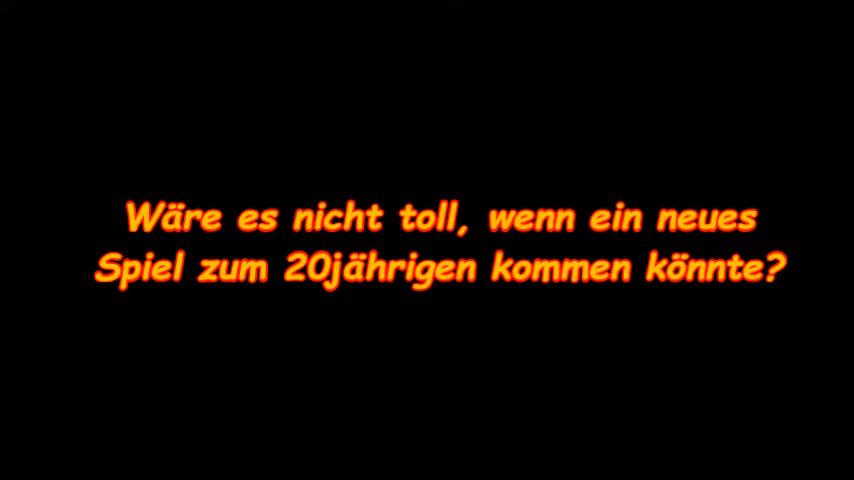 Wäre es nicht toll, wenn ein neues
Spiel zum 20jährigen kommen könnte?